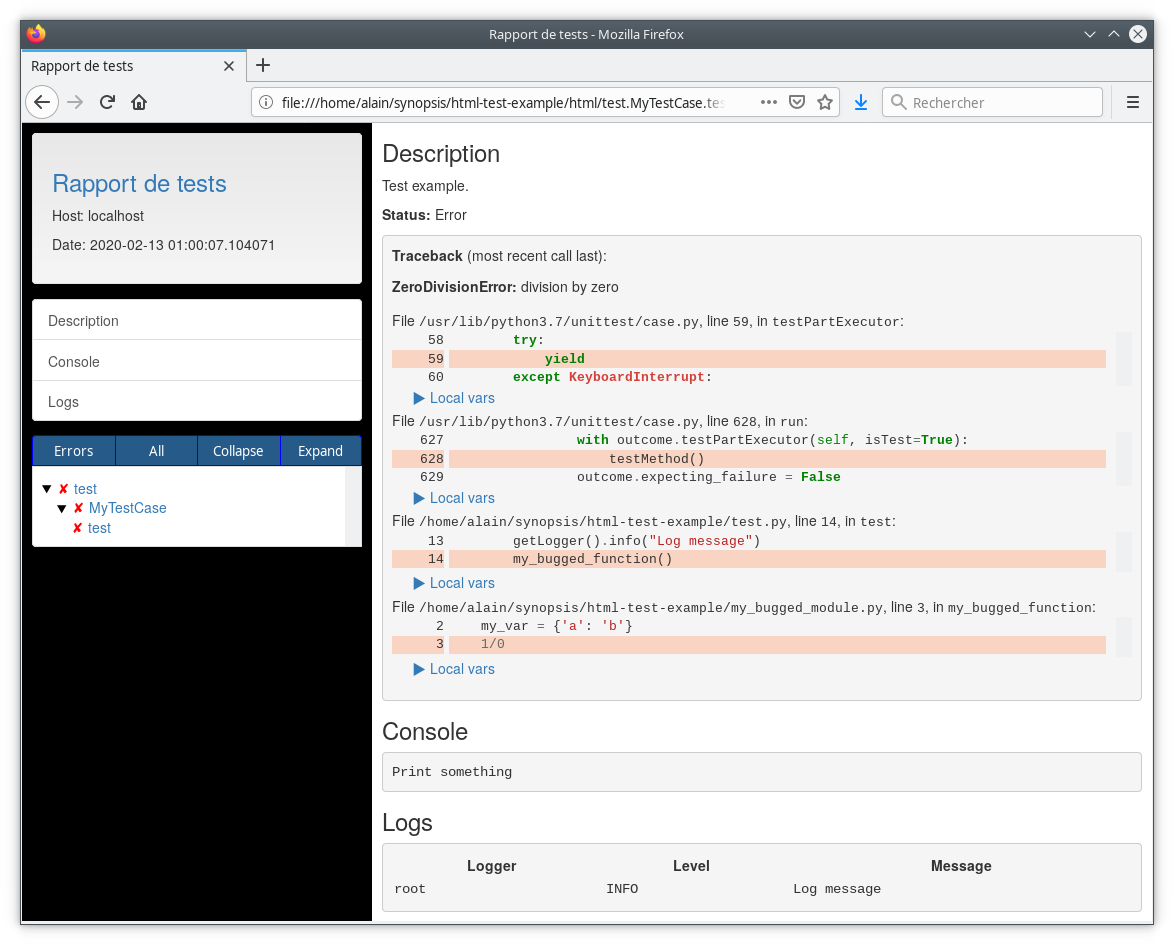 Rapport de tests - Mozilla Firefox
Rapport de tests
file:///home/alain/synopsis/html-test-example/html/test.MyTestCase.tes
Rechercher
Rapport de tests
Host: localhost
Date: 2020-02-13 01:00:07.104071
Description
Console
Logs
Errors All Collapse Expand
▼ ✘ test
▼ ✘ MyTestCase
✘ test
Description
Test example.
Status: Error
Traceback (most recent call last):
ZeroDivisionError: division by zero
File /usr/lib/python3.7/unittest/case.py, line 59, in testPartExecutor:
58 try:
59 yield
60 except KeyboardInterrupt:
▶ Local vars
File /usr/lib/python3.7/unittest/case.py, line 628, in run:
627 with outcome.testPartExecutor(self, isTest=True):
628 testMethod()
629 outcome.expecting_failure = False
▶ Local vars
File /home/alain/synopsis/html-test-example/test.py, line 14, in test:
13 getLogger().info("Log message")
14 my_bugged_function()
▶ Local vars
File /home/alain/synopsis/html-test-example/my_bugged_module.py, line 3, in my_bugged_function:
2 my_var = {'a': 'b'}
3 1/0
▶ Local vars
Console
Print something
Logs
Logger Level Message
root INFO Log message